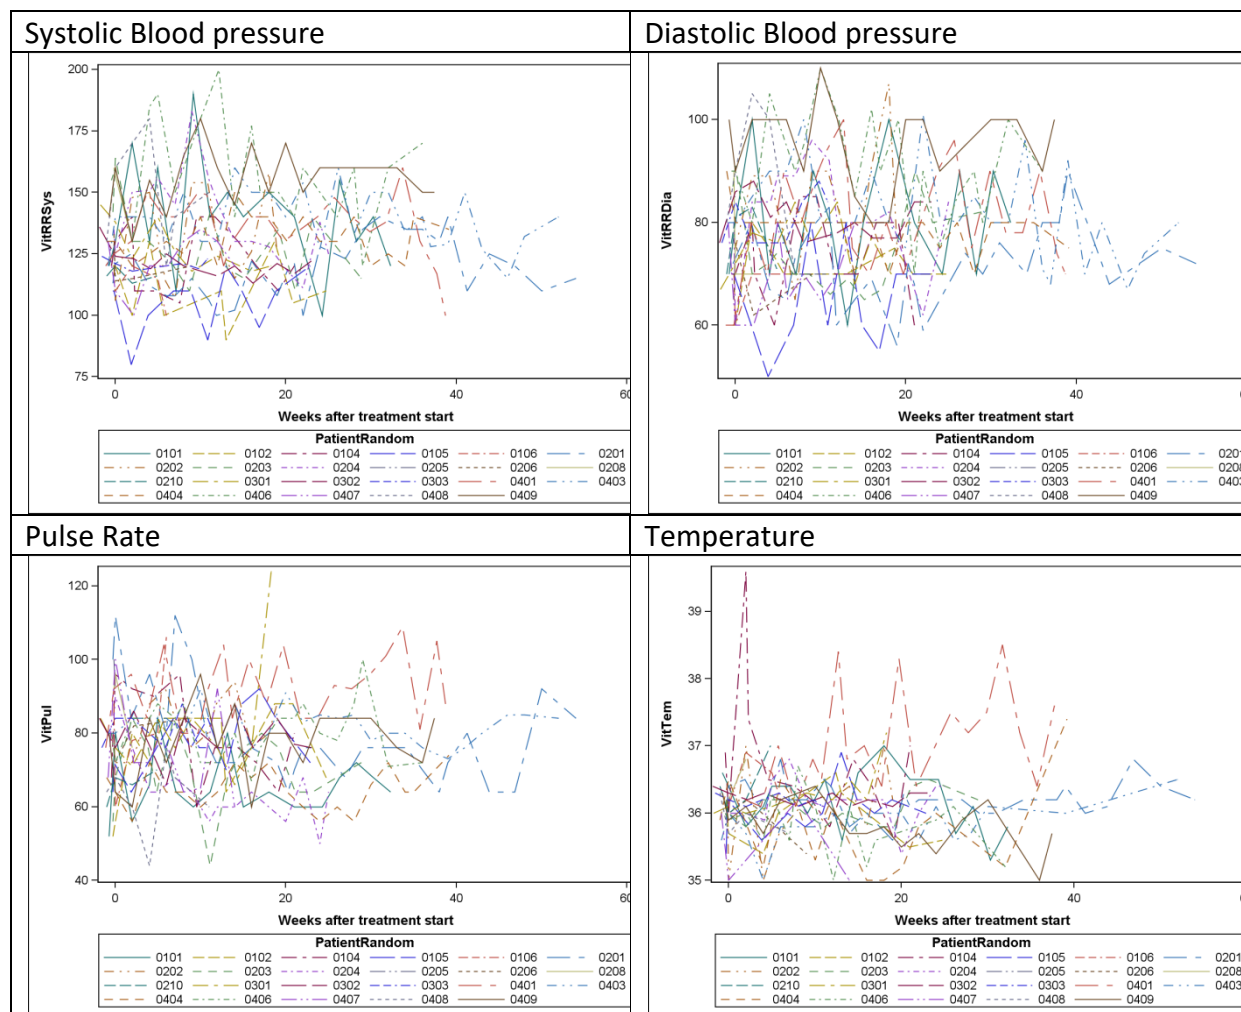 Systolic Blood pressure
Diastolic Blood pressure
200
175
150
125
100
75
VitRRSys
0 20 40 60
Weeks after treatment start
PatientRandom
0101 0102 0104 0105 0106 0201
0202 0203 0204 0205 0206 0208
0210 0301 0302 0303 0401 0403
0404 0406 0407 0408 0409
100
80
60
VitRRDia
0 20 40 6
Weeks after treatment start
PatientRandom
0101 0102 0104 0105 0106 0201
0202 0203 0204 0205 0206 0208
0210 0301 0302 0303 0401 0403
0404 0406 0407 0408 0409
Pulse Rate
Temperature
120
100
80
60
40
VitPul
0 20 40 60
Weeks after treatment start
PatientRandom
0101 0102 0104 0105 0106 0201
0202 0203 0204 0205 0206 0208
0210 0301 0302 0303 0401 0403
0404 0406 0407 0408 0409
39
38
37
36
35
VitTem
0 20 40 6
Weeks after treatment start
PatientRandom
0101 0102 0104 0105 0106 0201
0202 0203 0204 0205 0206 0208
0210 0301 0302 0303 0401 0403
0404 0406 0407 0408 0409